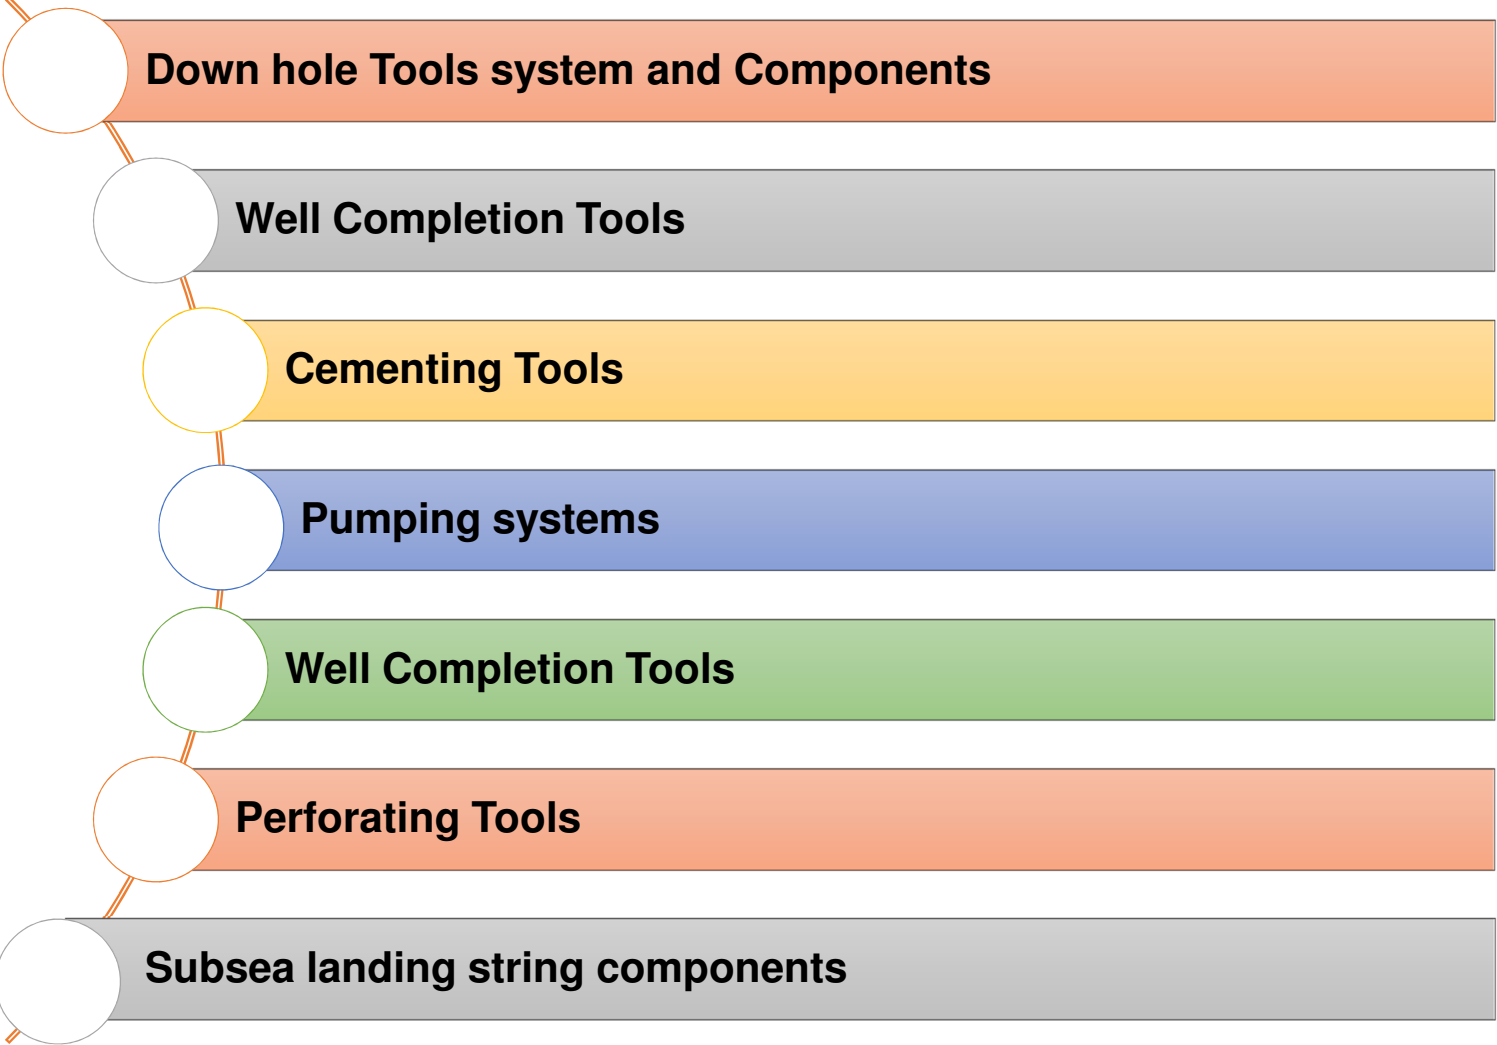 Down hole Tools system and Components
Well Completion Tools
Cementing Tools
Pumping systems
Well Completion Tools
Perforating Tools
Subsea landing string components